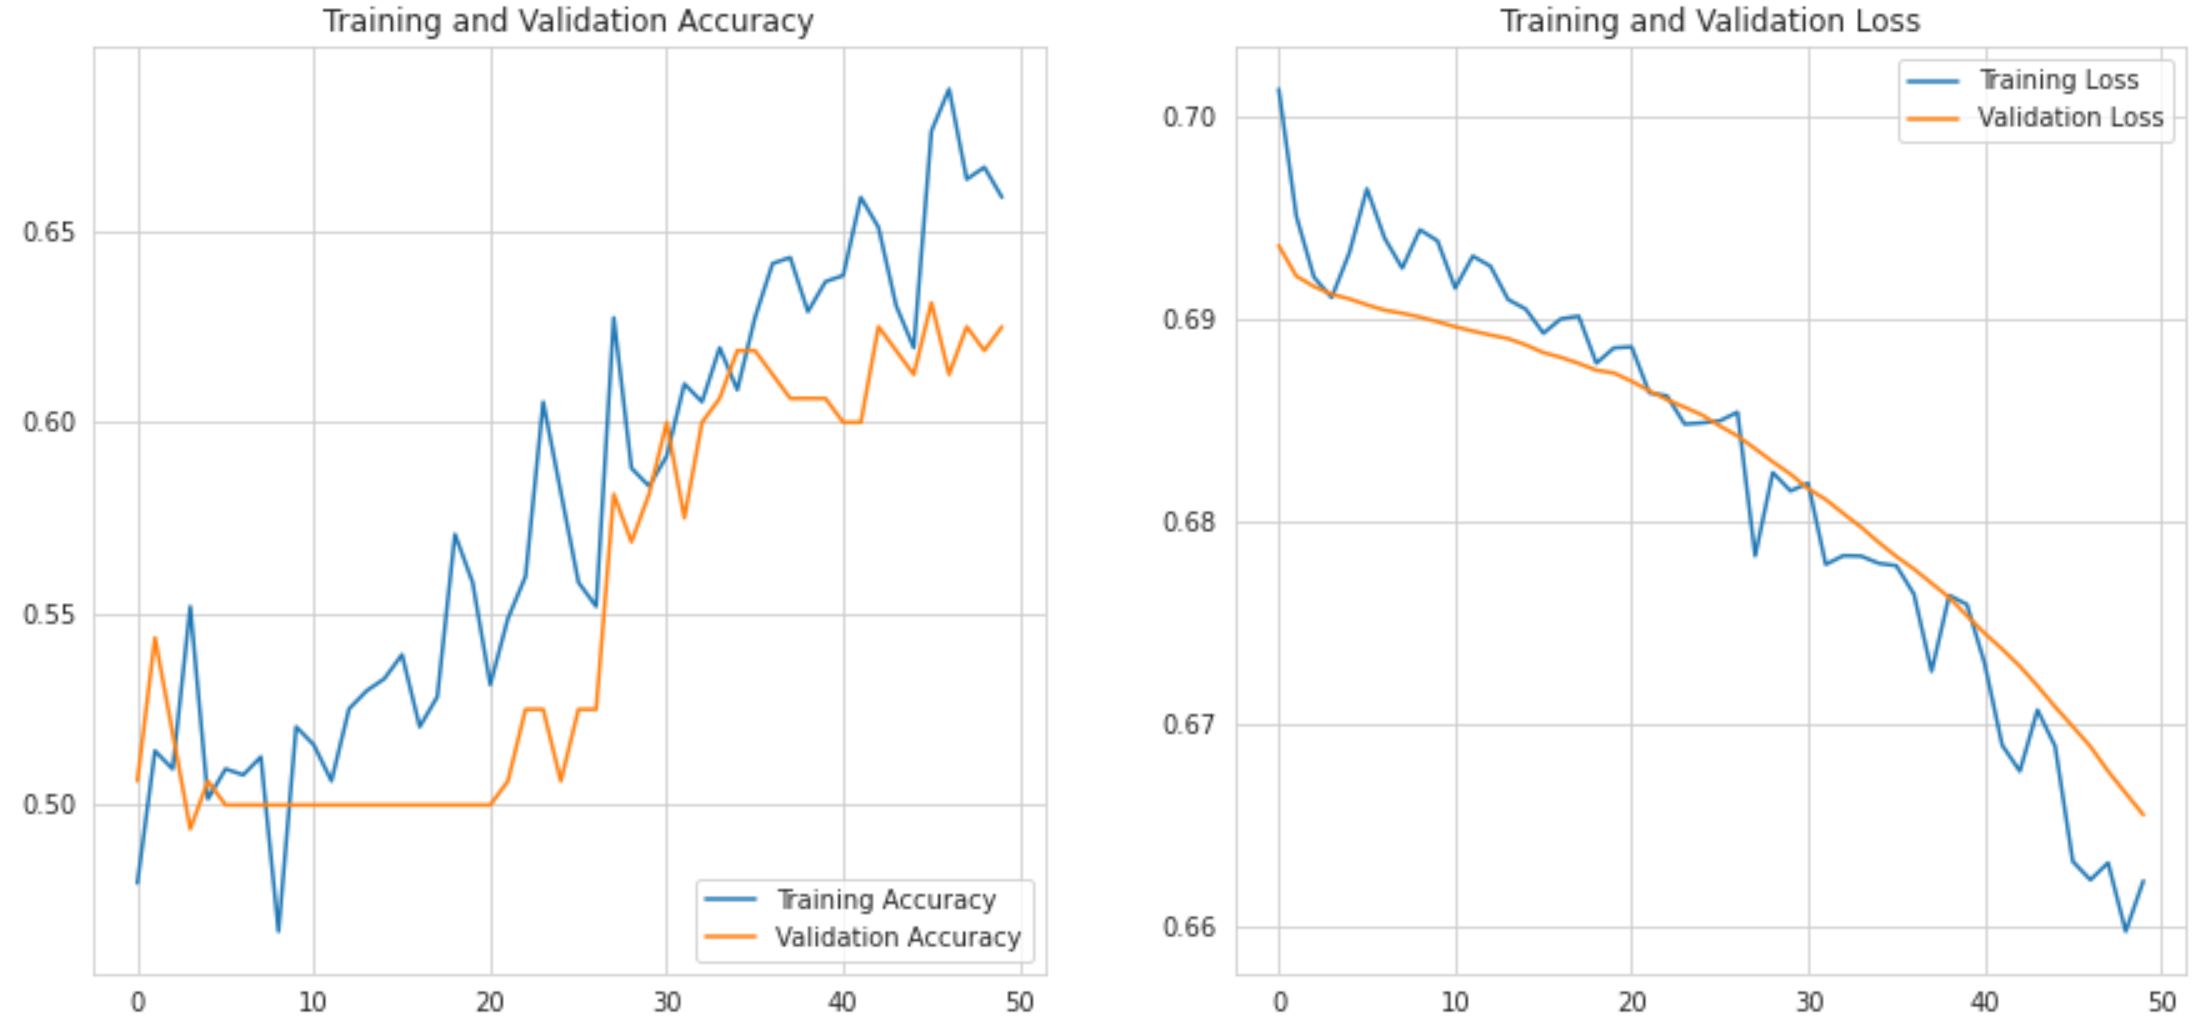 Training and Validation Accuracy
0.65
0.60
0.55
0.50
Training Accuracy
Validation Accuracy
0 10 20 30 40 50
Training and Validation Loss
Training Loss
Validation Loss
0.70
0.69
0.68
0.67
0.66
0 10 20 30 40 50